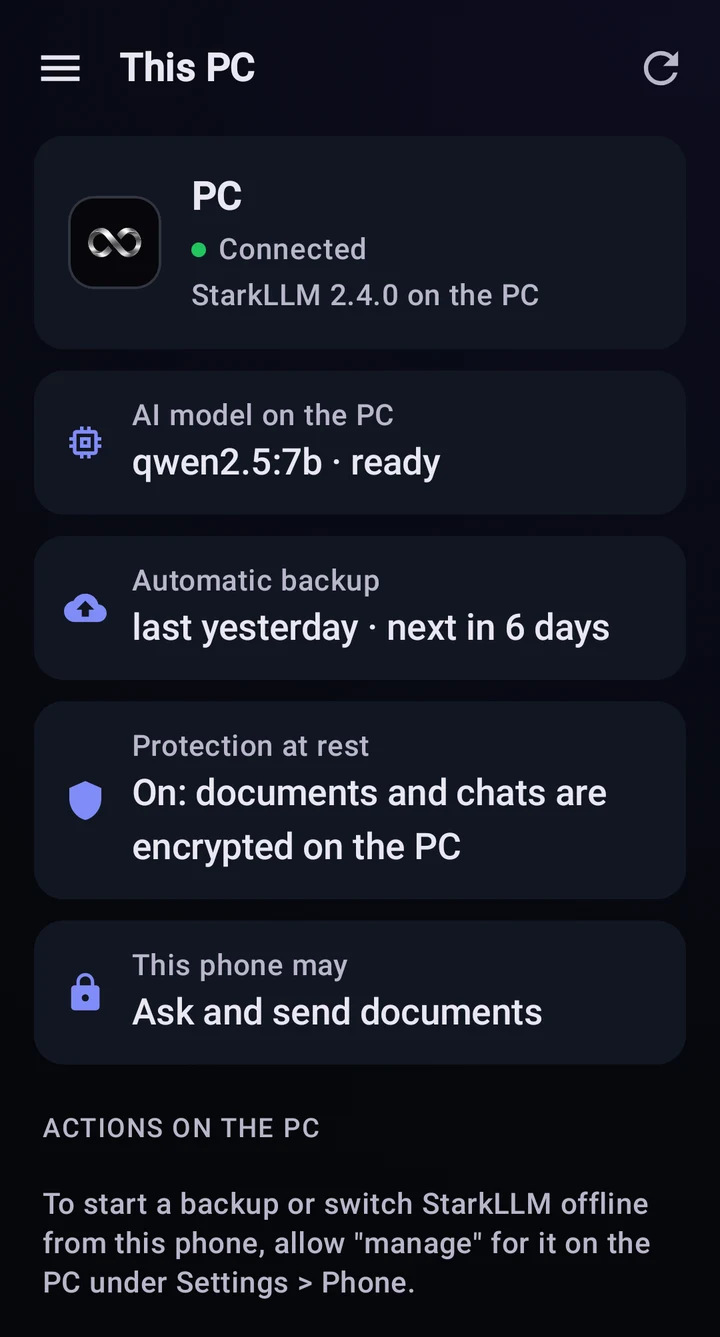 This PC
PC
Connected
StarkLLM 2.4.0 on the PC
AI model on the PC
qwen2.5:7b · ready
Automatic backup
last yesterday · next in 6 days
Protection at rest
On: documents and chats are
encrypted on the PC
This phone may
Ask and send documents
ACTIONS ON THE PC
To start a backup or switch StarkLLM offline
from this phone, allow "manage" for it on the
PC under Settings > Phone.